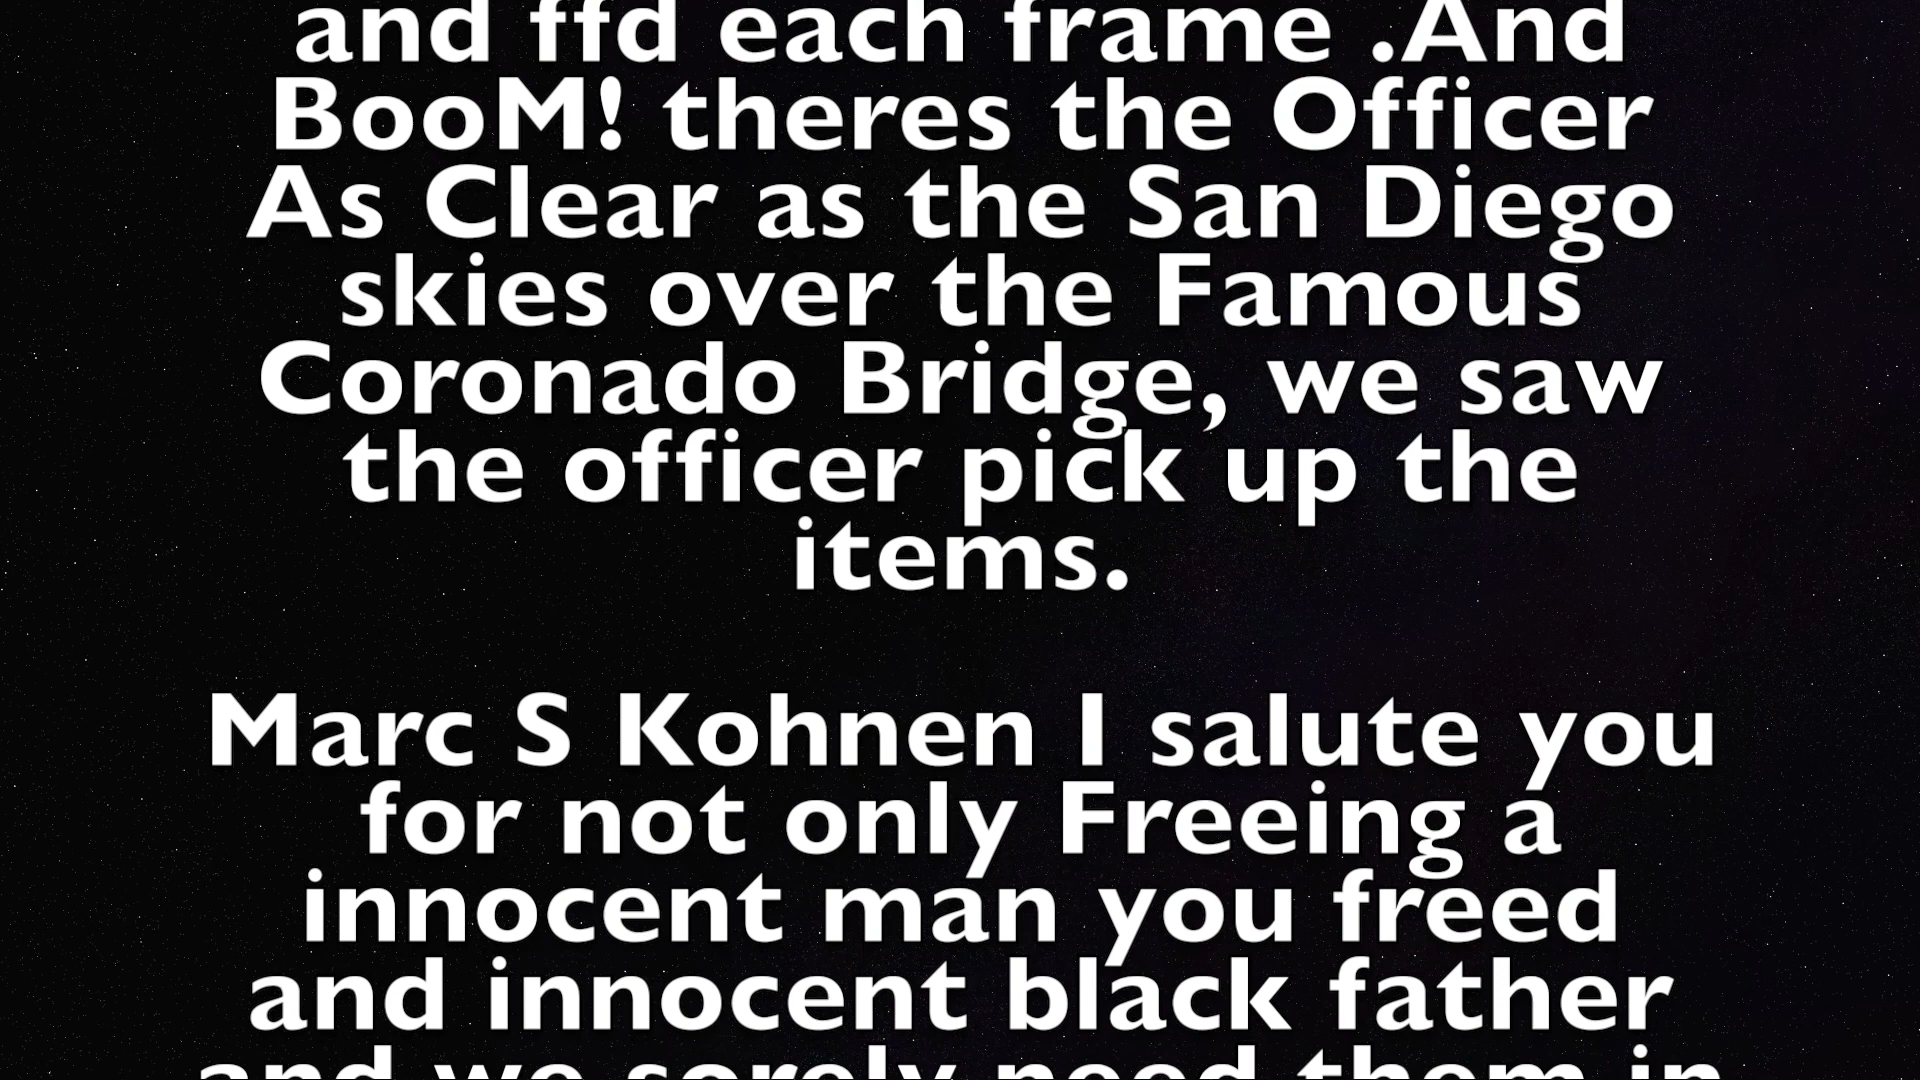 and ffd each frame .And
BooM! theres the Officer
As Clear as the San Diego
skies over the Famous
Coronado Bridge, we saw
the officer pick up the
items.
Marc S Kohnen I salute you
for not only Freeing a
innocent man you freed
and innocent black father
and we sorely need them in